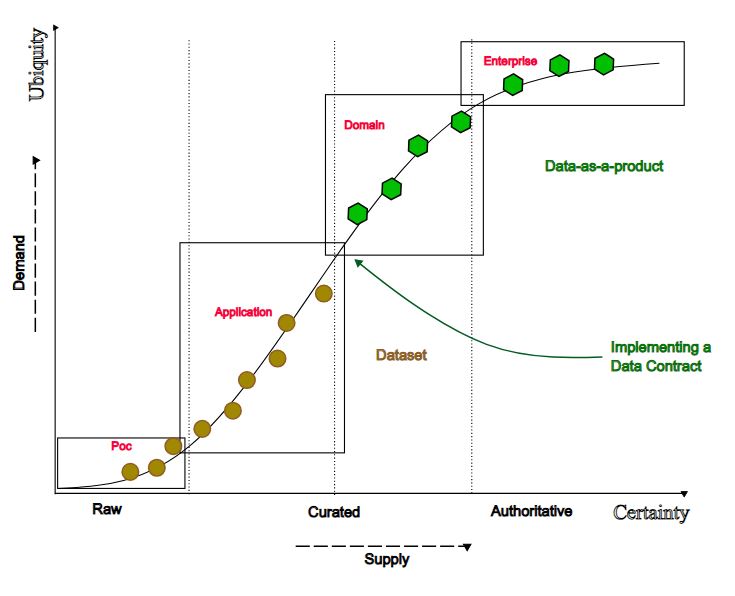 Ubiquity
Enterprise
Domain
Data-as-a-product
Demand
Application
Dataset
Implementing a
Data Contract
Poc
Raw
Curated
Authoritative
Certainty
Supply